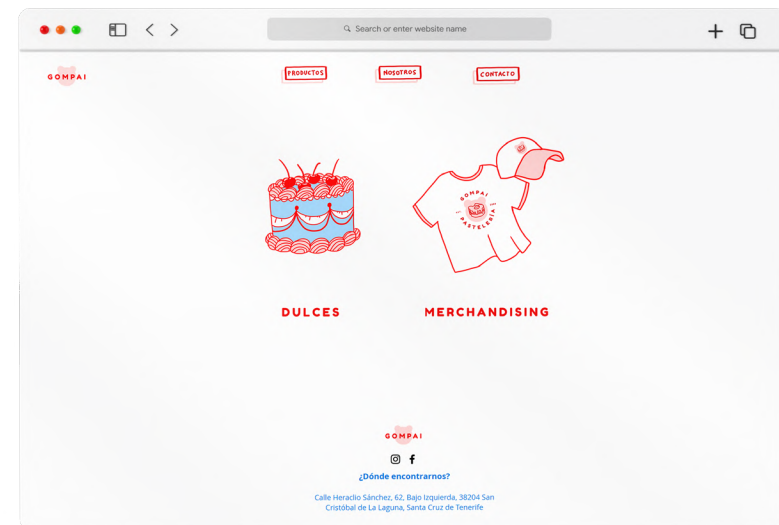 Search or enter website name
GOMPAI
PRODUCTOS
NOSOTROS
CONTACTO
GOMPAI
PASTELERÍA
DULCES
MERCHANDISING
GOMPAI
¿Dónde encontrarnos?
Calle Heraclio Sánchez, 62, Bajo Izquierda, 38204 San
Cristóbal de La Laguna, Santa Cruz de Tenerife